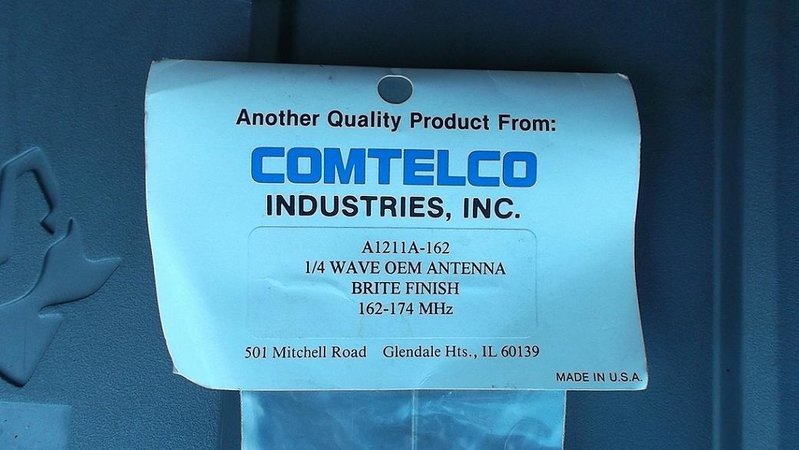 Another Quality Product From:
COMTELCO
INDUSTRIES, INC.
A1211A-162
1/4 WAVE OEM ANTENNA
BRITE FINISH
162-174 MHz
501 Mitchell Road Glendale Hts., IL 60139
MADE IN U.S.A.